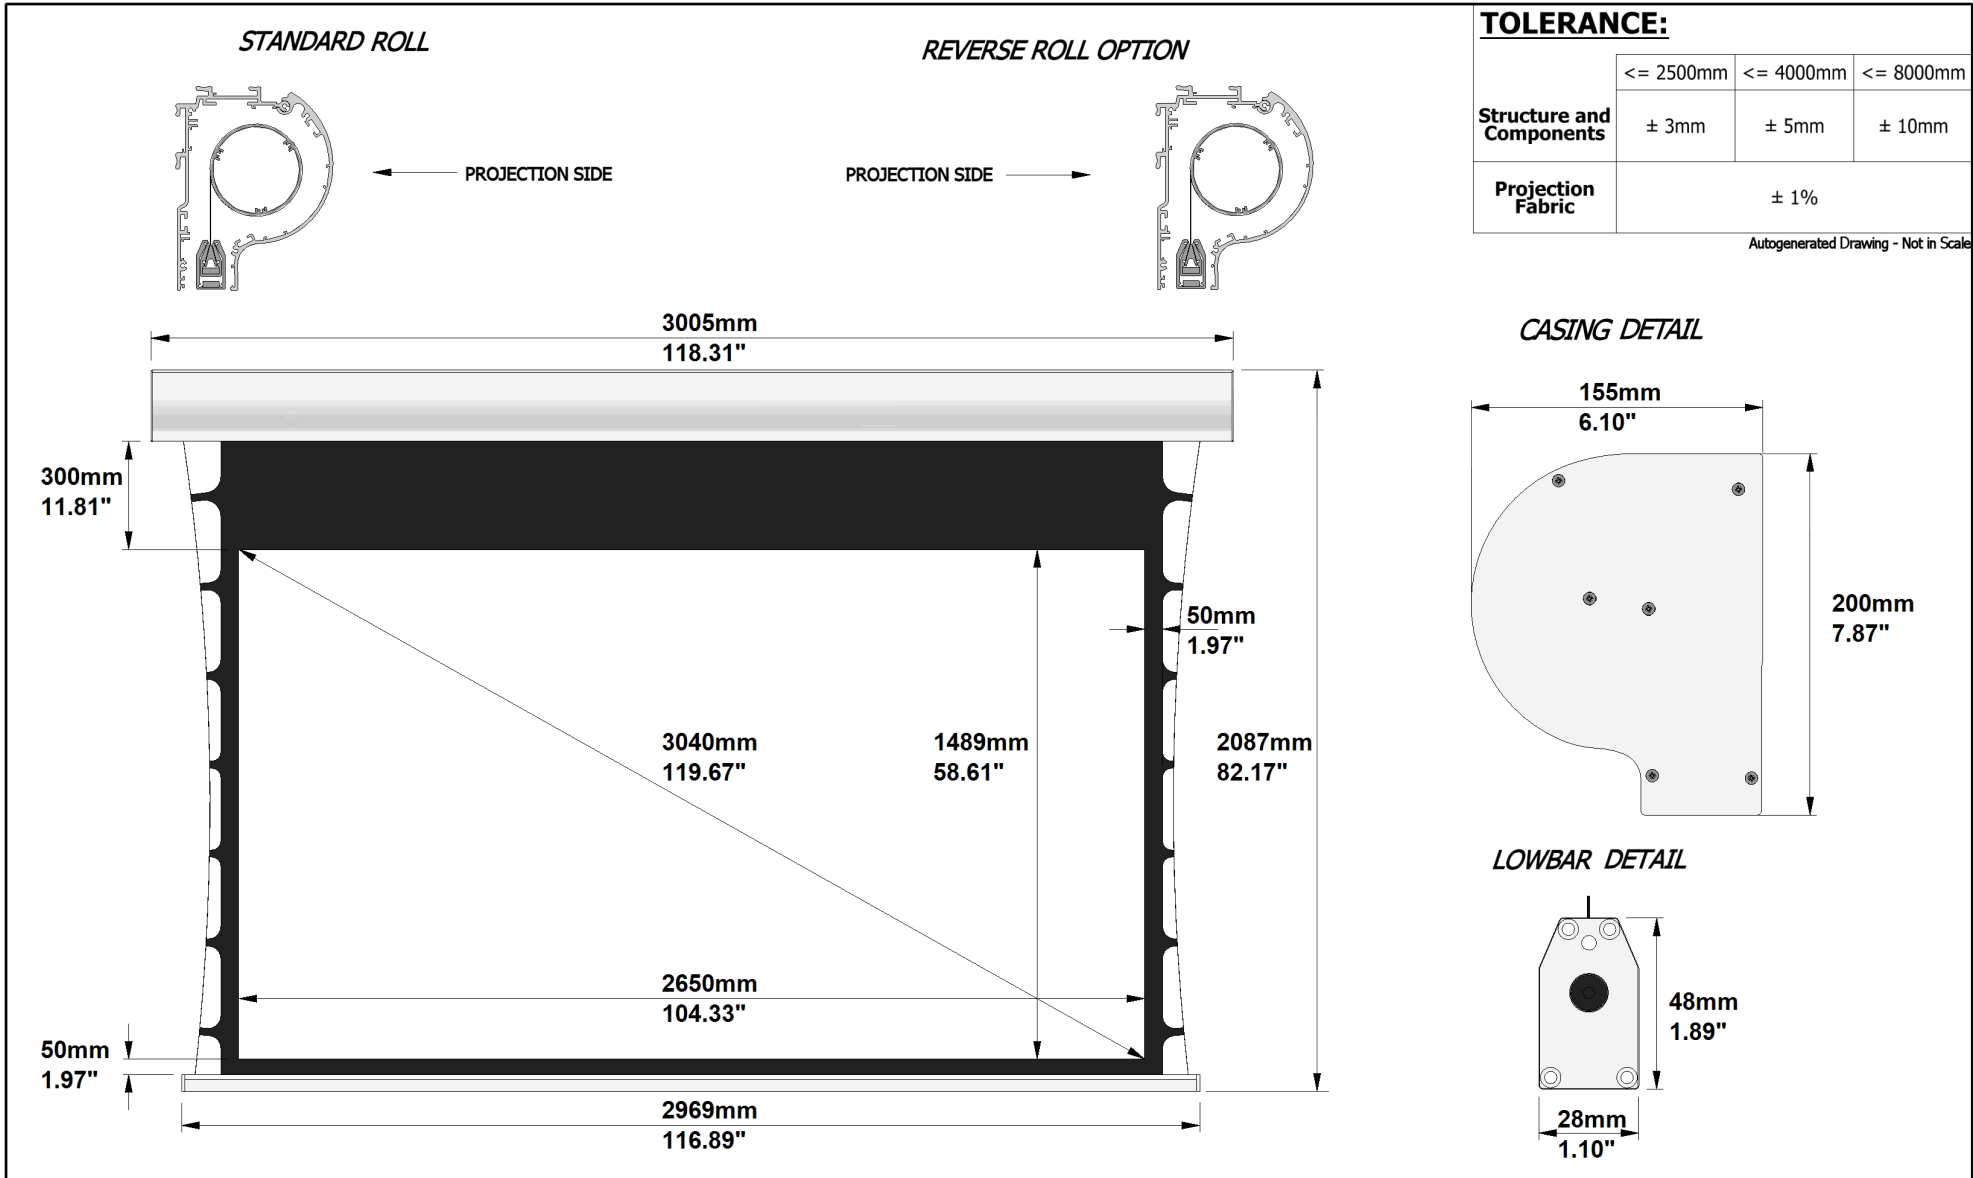 STANDARD ROLL
REVERSE ROLL OPTION
TOLERANCE:
<= 2500mm <= 4000mm <= 8000mm
Structure and
Components
± 3mm ± 5mm ± 10mm
Projection
Fabric
± 1%
Autogenerated Drawing - Not in Scale
PROJECTION SIDE
PROJECTION SIDE
3005mm
118.31"
300mm
11.81"
50mm
1.97"
3040mm
119.67"
1489mm
58.61"
2087mm
82.17"
2650mm
104.33"
50mm
1.97"
2969mm
116.89"
CASING DETAIL
155mm
6.10"
200mm
7.87"
LOWBAR DETAIL
48mm
1.89"
28mm
1.10"